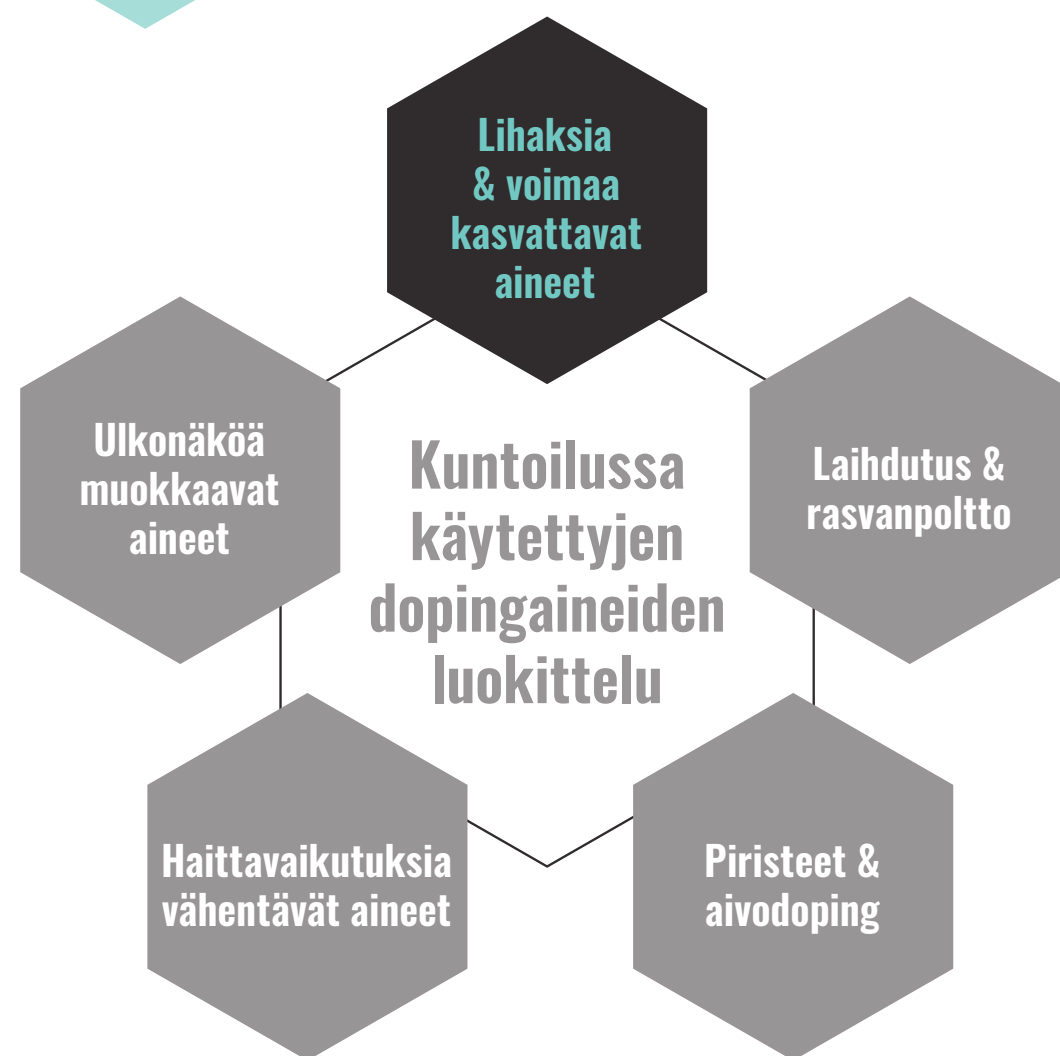 Lihaksia
& voimaa
kasvattavat
aineet
Ulkonäköä
muokkaavat
aineet
Kuntoilussa
käytettyjen
dopingaineiden
luokittelu
Laihdutus &
rasvanpoltto
Haittavaikutuksia
vähentävät aineet
Piristeet &
aivodoping